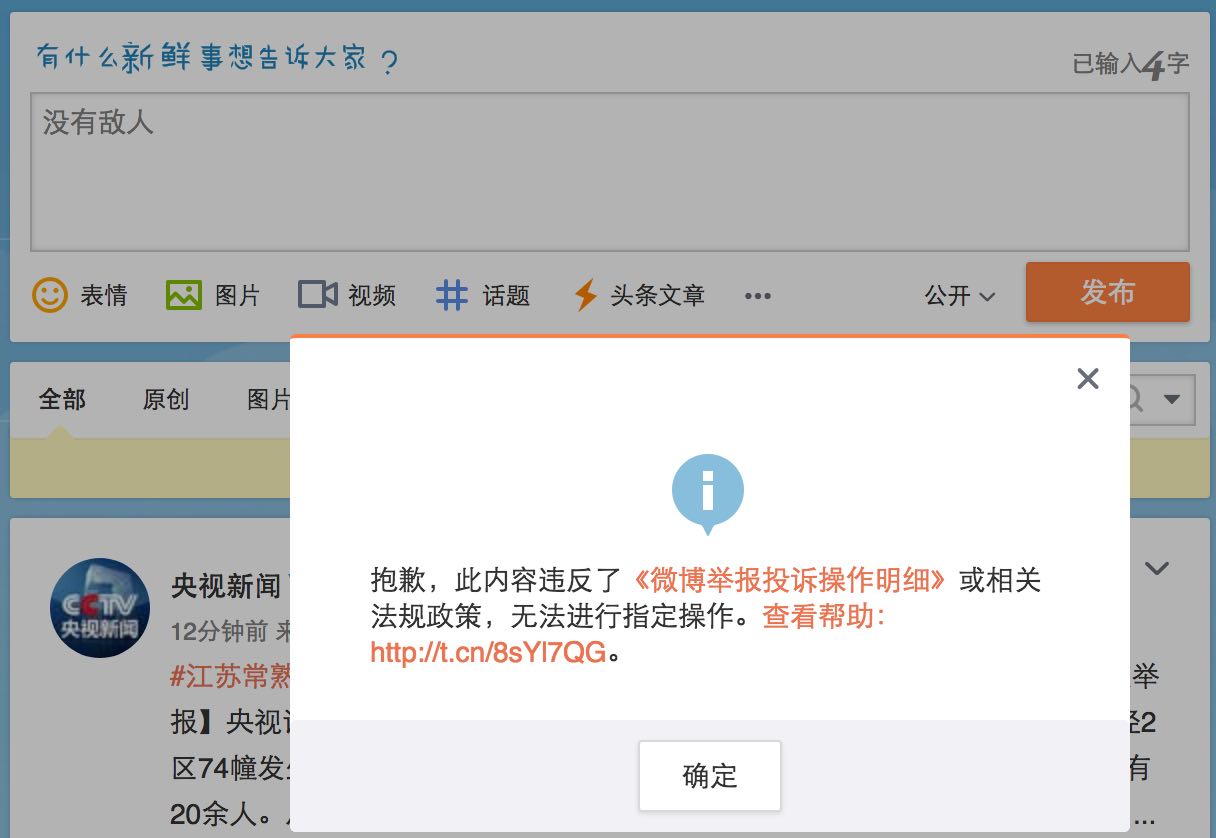 有什么新鲜事想告诉大家？
已输入4字
没有敌人
表情 图片 视频 话题 头条文章 ••• 公开 发布
全部 原创 图片
抱歉，此内容违反了《微博举报投诉操作明细》或相关
法规政策，无法进行指定操作。查看帮助：
http://t.cn/8sYl7QG。
确定
CCTV
央视新闻
央视新闻
12分钟前 来
#江苏常熟
举
报】央视
2
区74幢发
有
20余人。
...